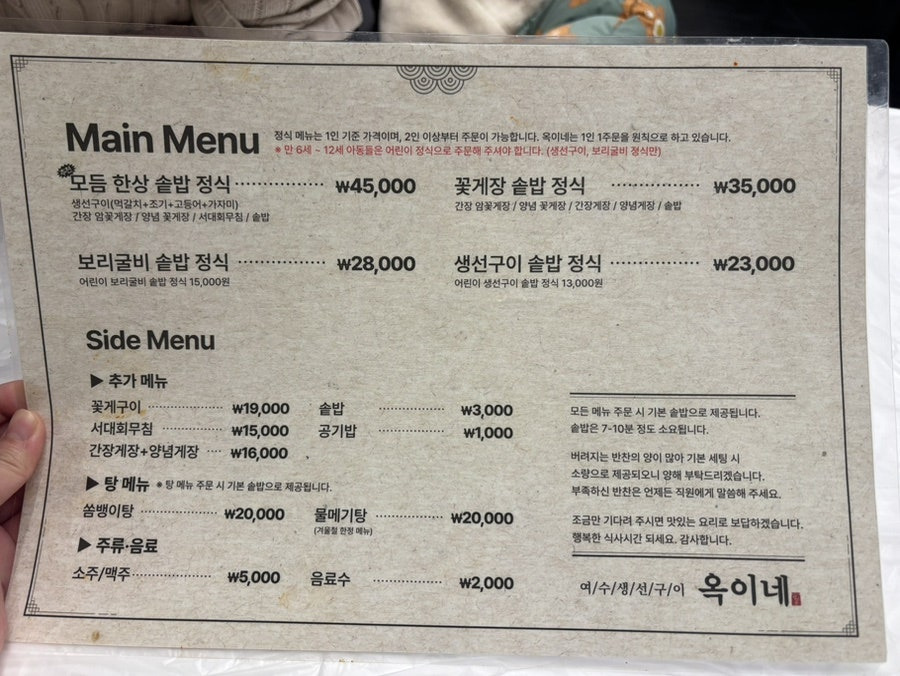 Main Menu
정식 메뉴는 1인 기준 가격이며, 2인 이상부터 주문이 가능합니다. 옥이네는 1인 1주문을 원칙으로 하고 있습니다.
※ 만 6세 ~ 12세 아동들은 어린이 정식으로 주문해 주셔야 합니다. (생선구이, 보리굴비 정식만)
모듬 한상 솥밥 정식 ₩45,000
생선구이(먹갈치+조기+고등어+가자미)
간장 암꽃게장 / 양념 꽃게장 / 서대회무침 / 솥밥
꽃게장 솥밥 정식 ₩35,000
간장 암꽃게장 / 양념 꽃게장 / 간장게장 / 양념게장 / 솥밥
보리굴비 솥밥 정식 ₩28,000
어린이 보리굴비 솥밥 정식 15,000원
생선구이 솥밥 정식 ₩23,000
어린이 생선구이 솥밥 정식 13,000원
Side Menu
▶ 추가 메뉴
꽃게구이 ₩19,000
서대회무침 ₩15,000
간장게장+양념게장 ₩16,000
솥밥 ₩3,000
공기밥 ₩1,000
▶ 탕 메뉴 ※ 탕 메뉴 주문 시 기본 솥밥으로 제공됩니다.
쏨뱅이탕 ₩20,000
물메기탕 ₩20,000
(겨울철 한정 메뉴)
▶ 주류·음료
소주/맥주 ₩5,000
음료수 ₩2,000
모든 메뉴 주문 시 기본 솥밥으로 제공됩니다.
솥밥은 7-10분 정도 소요됩니다.
버려지는 반찬의 양이 많아 기본 세팅 시
소량으로 제공되오니 양해 부탁드리겠습니다.
부족하신 반찬은 언제든 직원에게 말씀해 주세요.
조금만 기다려 주시면 맛있는 요리로 보답하겠습니다.
행복한 식사시간 되세요. 감사합니다.
여/수/생/선/구/이 옥이네